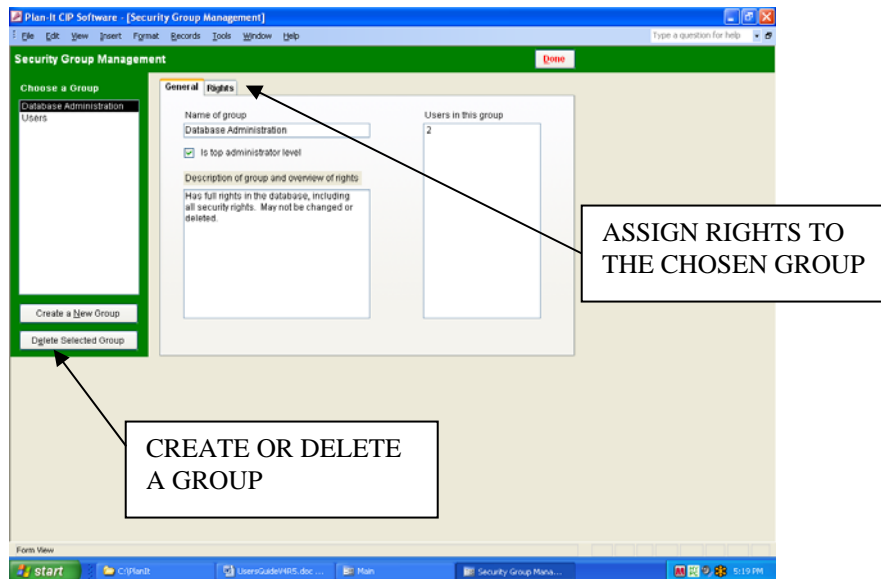 Plan-It CIP Software - [Security Group Management]
File Edit View Insert Format Records Tools Window Help
Type a question for help
Security Group Management
Done
Choose a Group
Database Administration
Users
General
Rights
Name of group
Database Administration
Is top administrator level
Description of group and overview of rights
Has full rights in the database, including
all security rights. May not be changed or
deleted.
Users in this group
2
ASSIGN RIGHTS TO
THE CHOSEN GROUP
Create a New Group
Delete Selected Group
CREATE OR DELETE
A GROUP
Form View
start
C:\PlanIt
UsersGuideV4R5.doc ...
Main
Security Group Mana...
5:19 PM